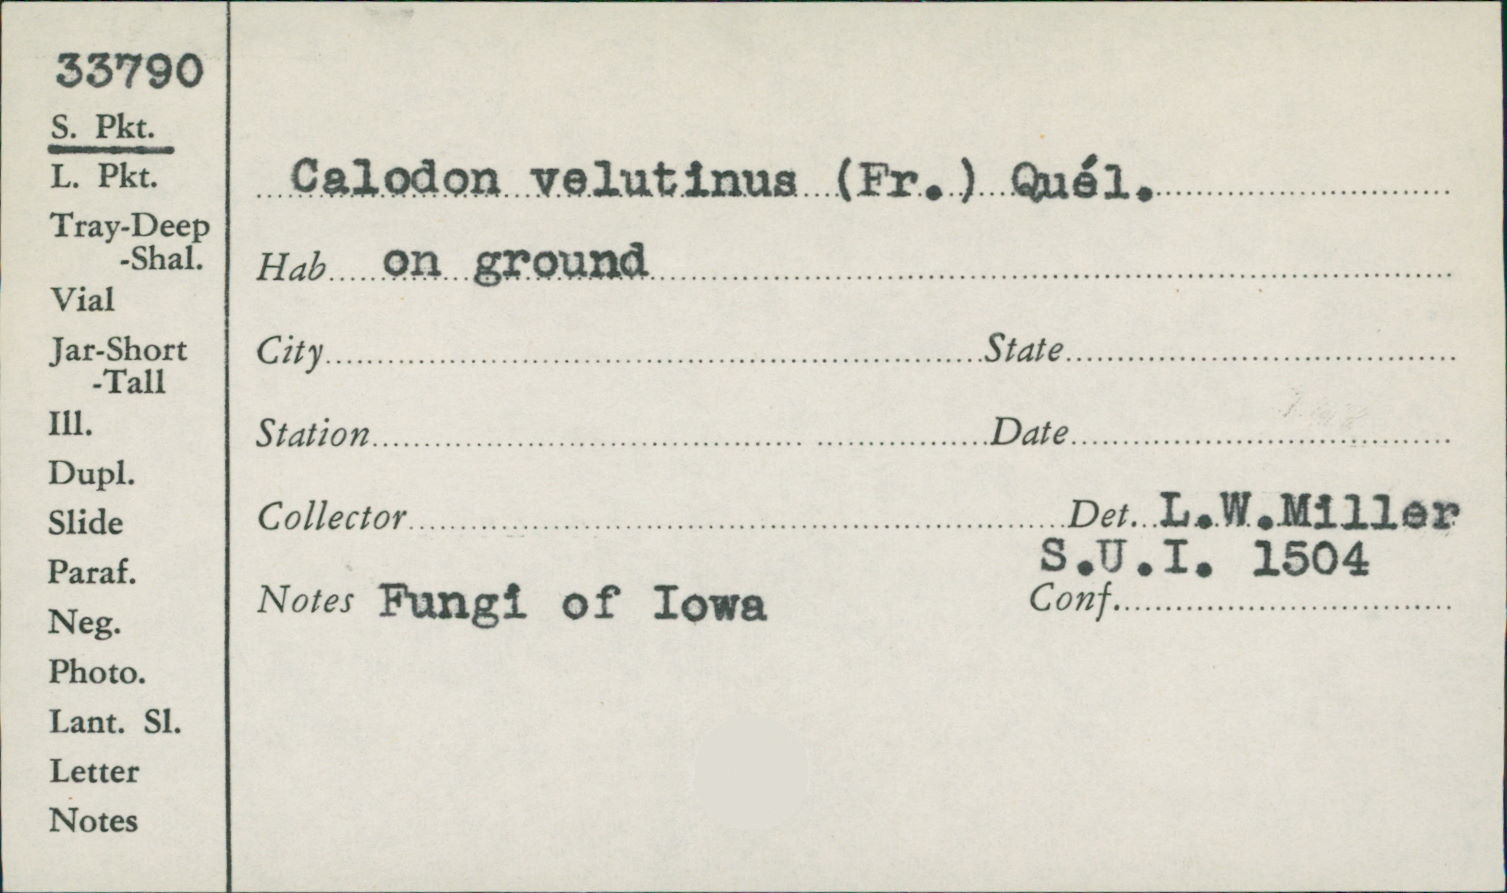 33790
S. Pkt.
L. Pkt.
Tray-Deep
-Shal.
Vial
Jar-Short
-Tall
Ill.
Dupl.
Slide
Paraf.
Neg.
Photo.
Lant. Sl.
Letter
Notes
Calodon velutinus (Fr.) Quél.
Hab on ground
City State
Station Date
Collector Det. L.W.Miller
S.U.I. 1504
Notes Fungi of Iowa Conf.